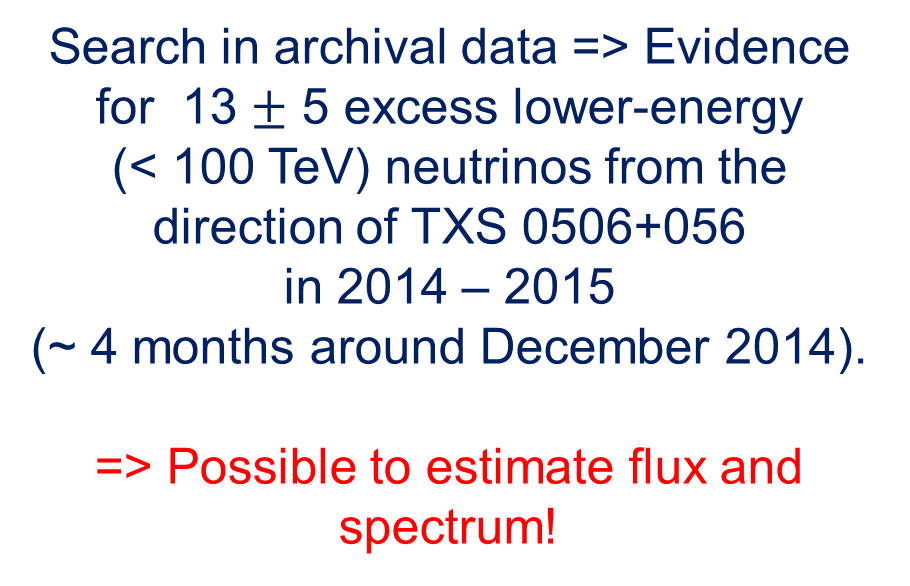 Search in archival data => Evidence
for 13 ± 5 excess lower-energy
(< 100 TeV) neutrinos from the
direction of TXS 0506+056
in 2014 – 2015
(~ 4 months around December 2014).
=> Possible to estimate flux and
spectrum!